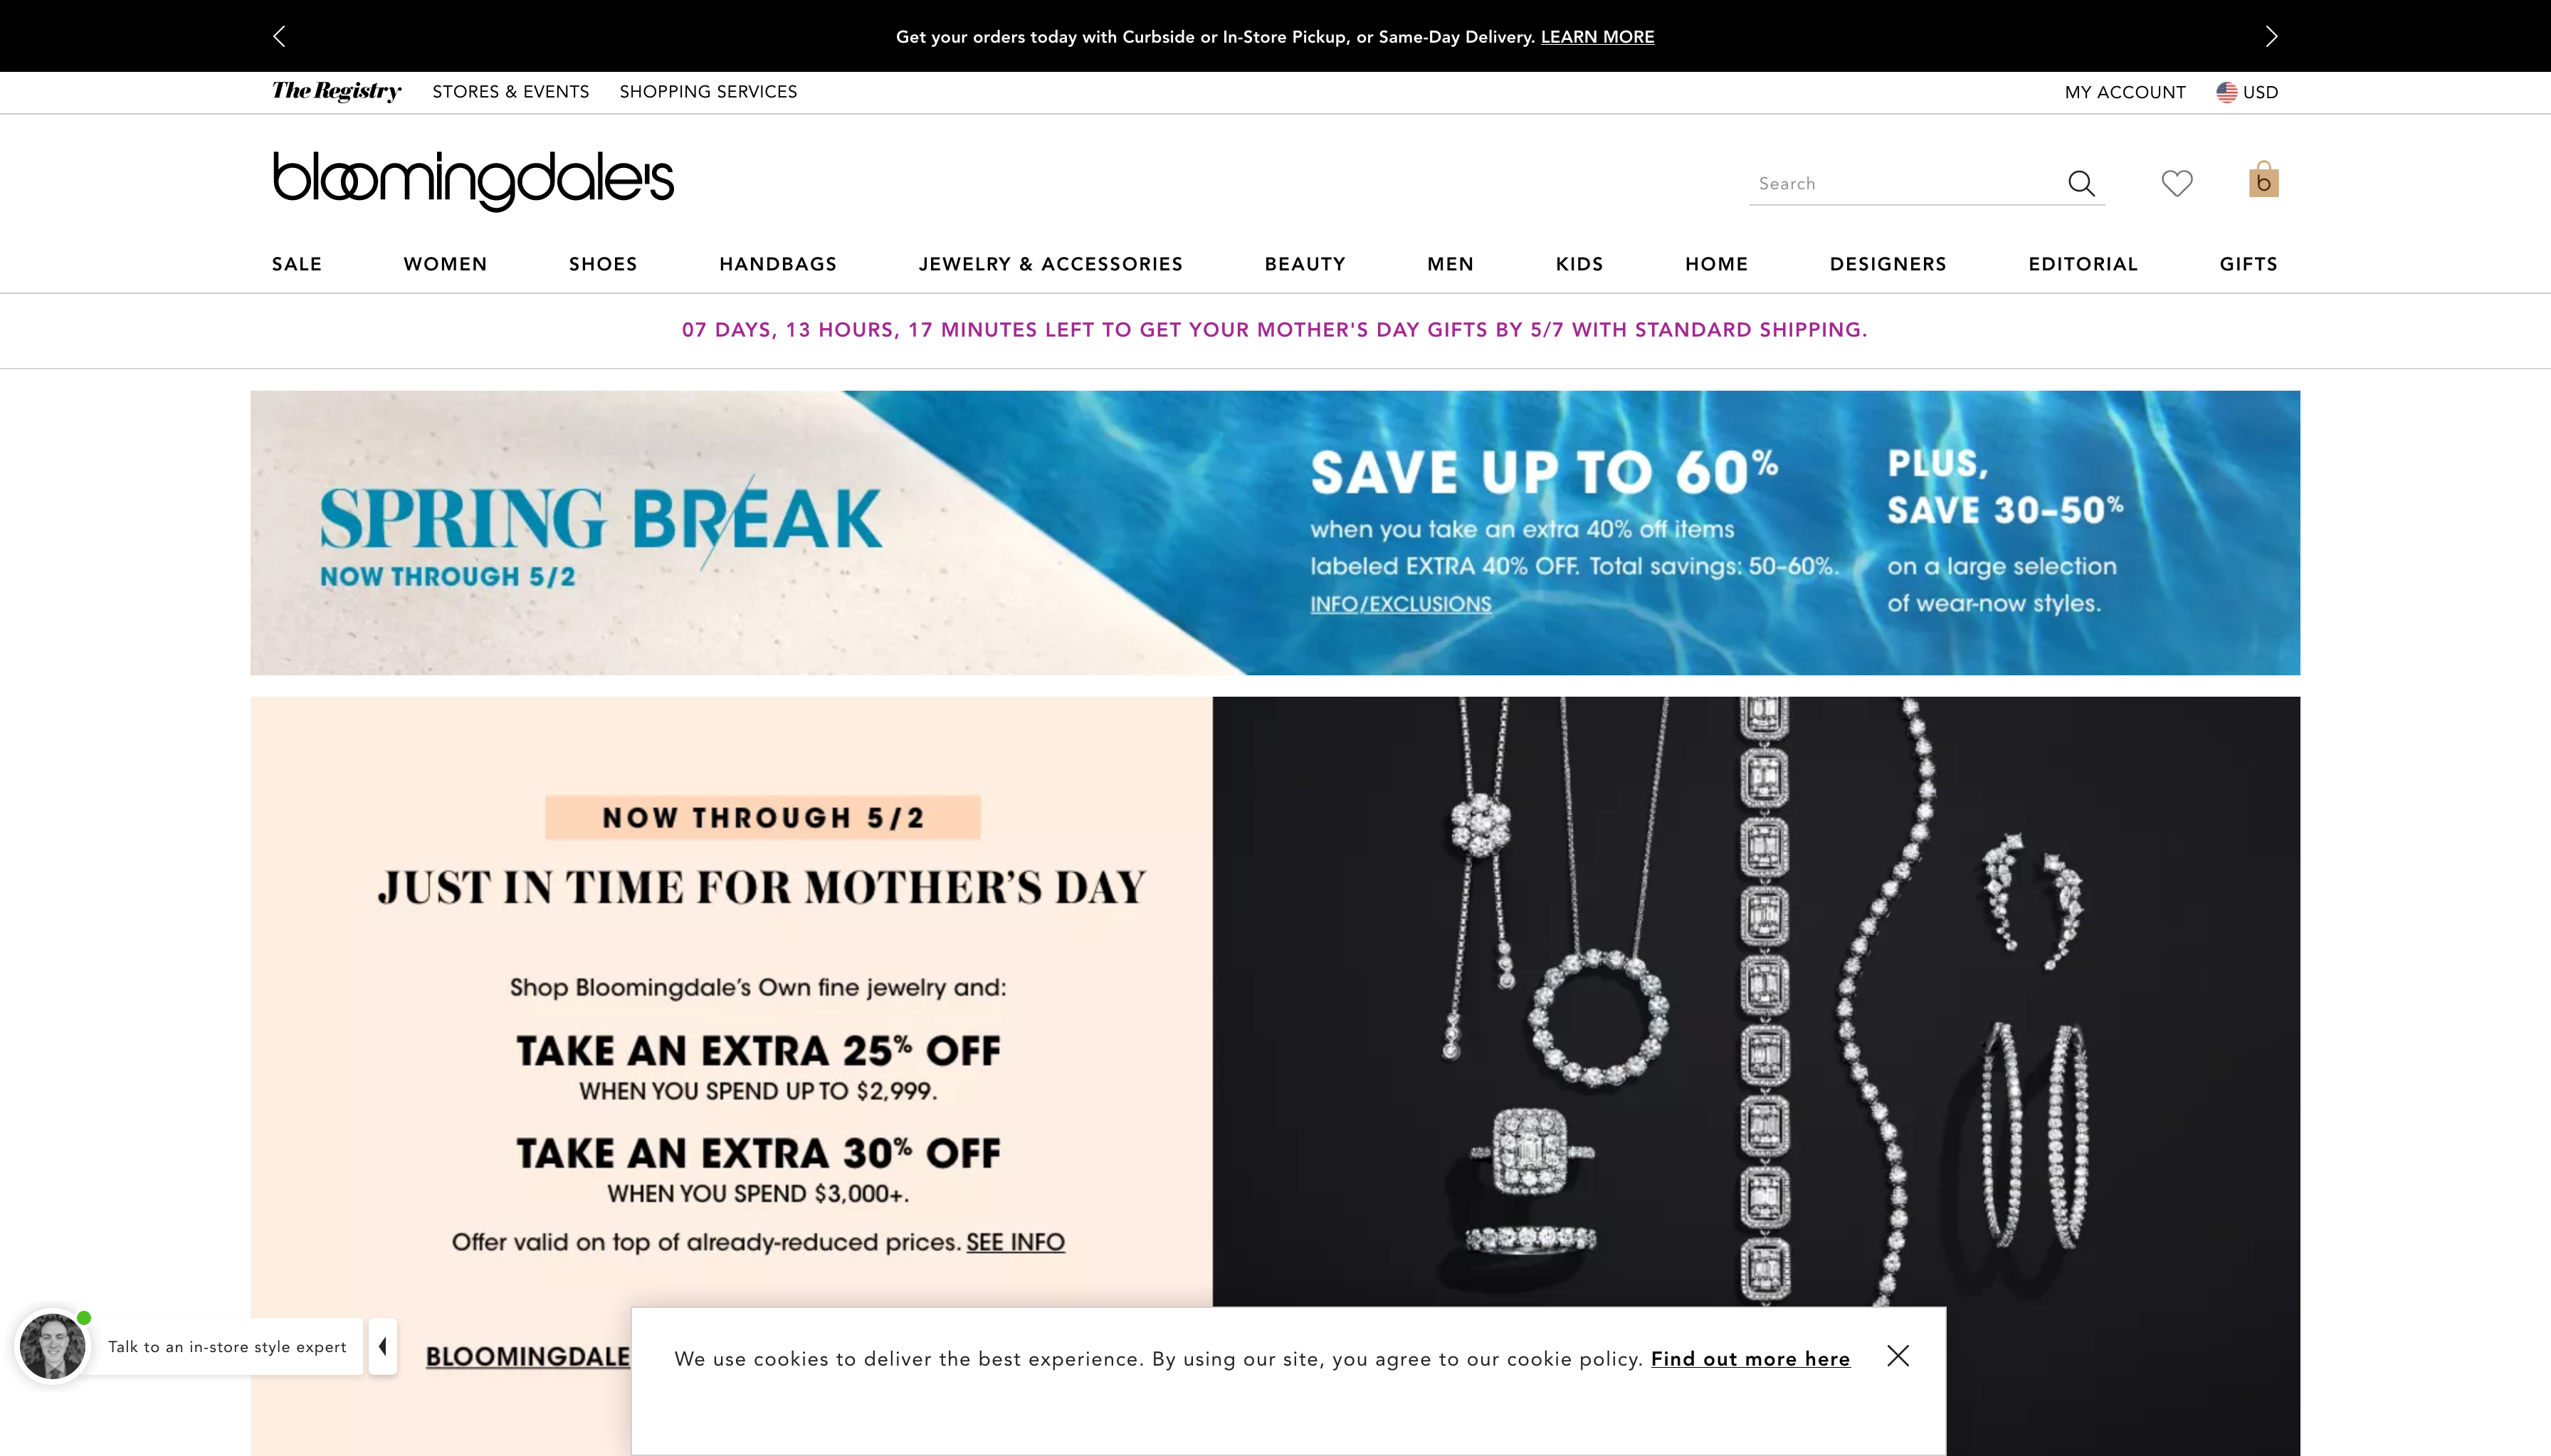 Get your orders today with Curbside or In-Store Pickup, or Same-Day Delivery. LEARN MORE
The Registry STORES & EVENTS SHOPPING SERVICES MY ACCOUNT USD
bloomingdale's
Search
b
SALE WOMEN SHOES HANDBAGS JEWELRY & ACCESSORIES BEAUTY MEN KIDS HOME DESIGNERS EDITORIAL GIFTS
07 DAYS, 13 HOURS, 17 MINUTES LEFT TO GET YOUR MOTHER'S DAY GIFTS BY 5/7 WITH STANDARD SHIPPING.
SPRING BREAK
NOW THROUGH 5/2
SAVE UP TO 60%
when you take an extra 40% off items
labeled EXTRA 40% OFF. Total savings: 50–60%.
INFO/EXCLUSIONS
PLUS,
SAVE 30–50%
on a large selection
of wear-now styles.
NOW THROUGH 5/2
JUST IN TIME FOR MOTHER'S DAY
Shop Bloomingdale's Own fine jewelry and:
TAKE AN EXTRA 25% OFF
WHEN YOU SPEND UP TO $2,999.
TAKE AN EXTRA 30% OFF
WHEN YOU SPEND $3,000+.
Offer valid on top of already-reduced prices. SEE INFO
BLOOMINGDALE
Talk to an in-store style expert
We use cookies to deliver the best experience. By using our site, you agree to our cookie policy. Find out more here